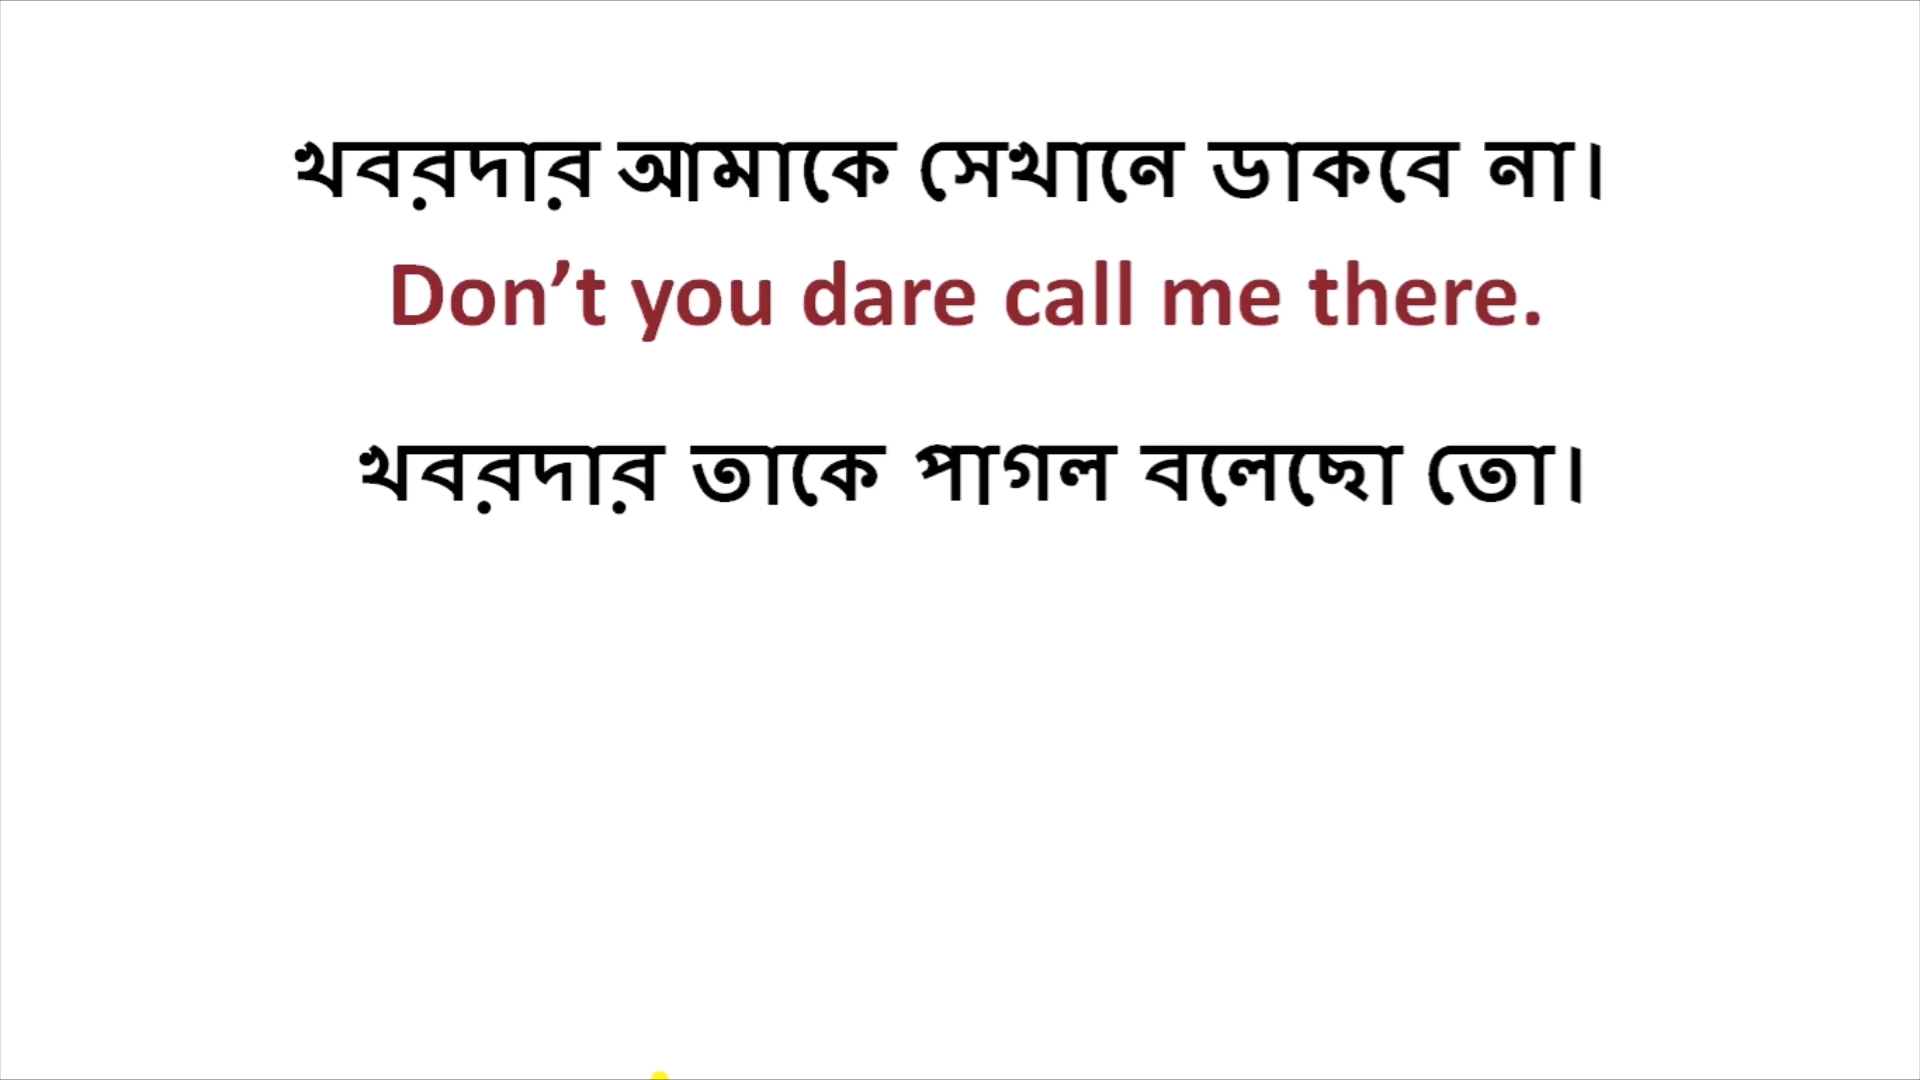 খবরদার আমাকে সেখানে ডাকবে না।
Don’t you dare call me there.
খবরদার তাকে পাগল বলেছো তো।